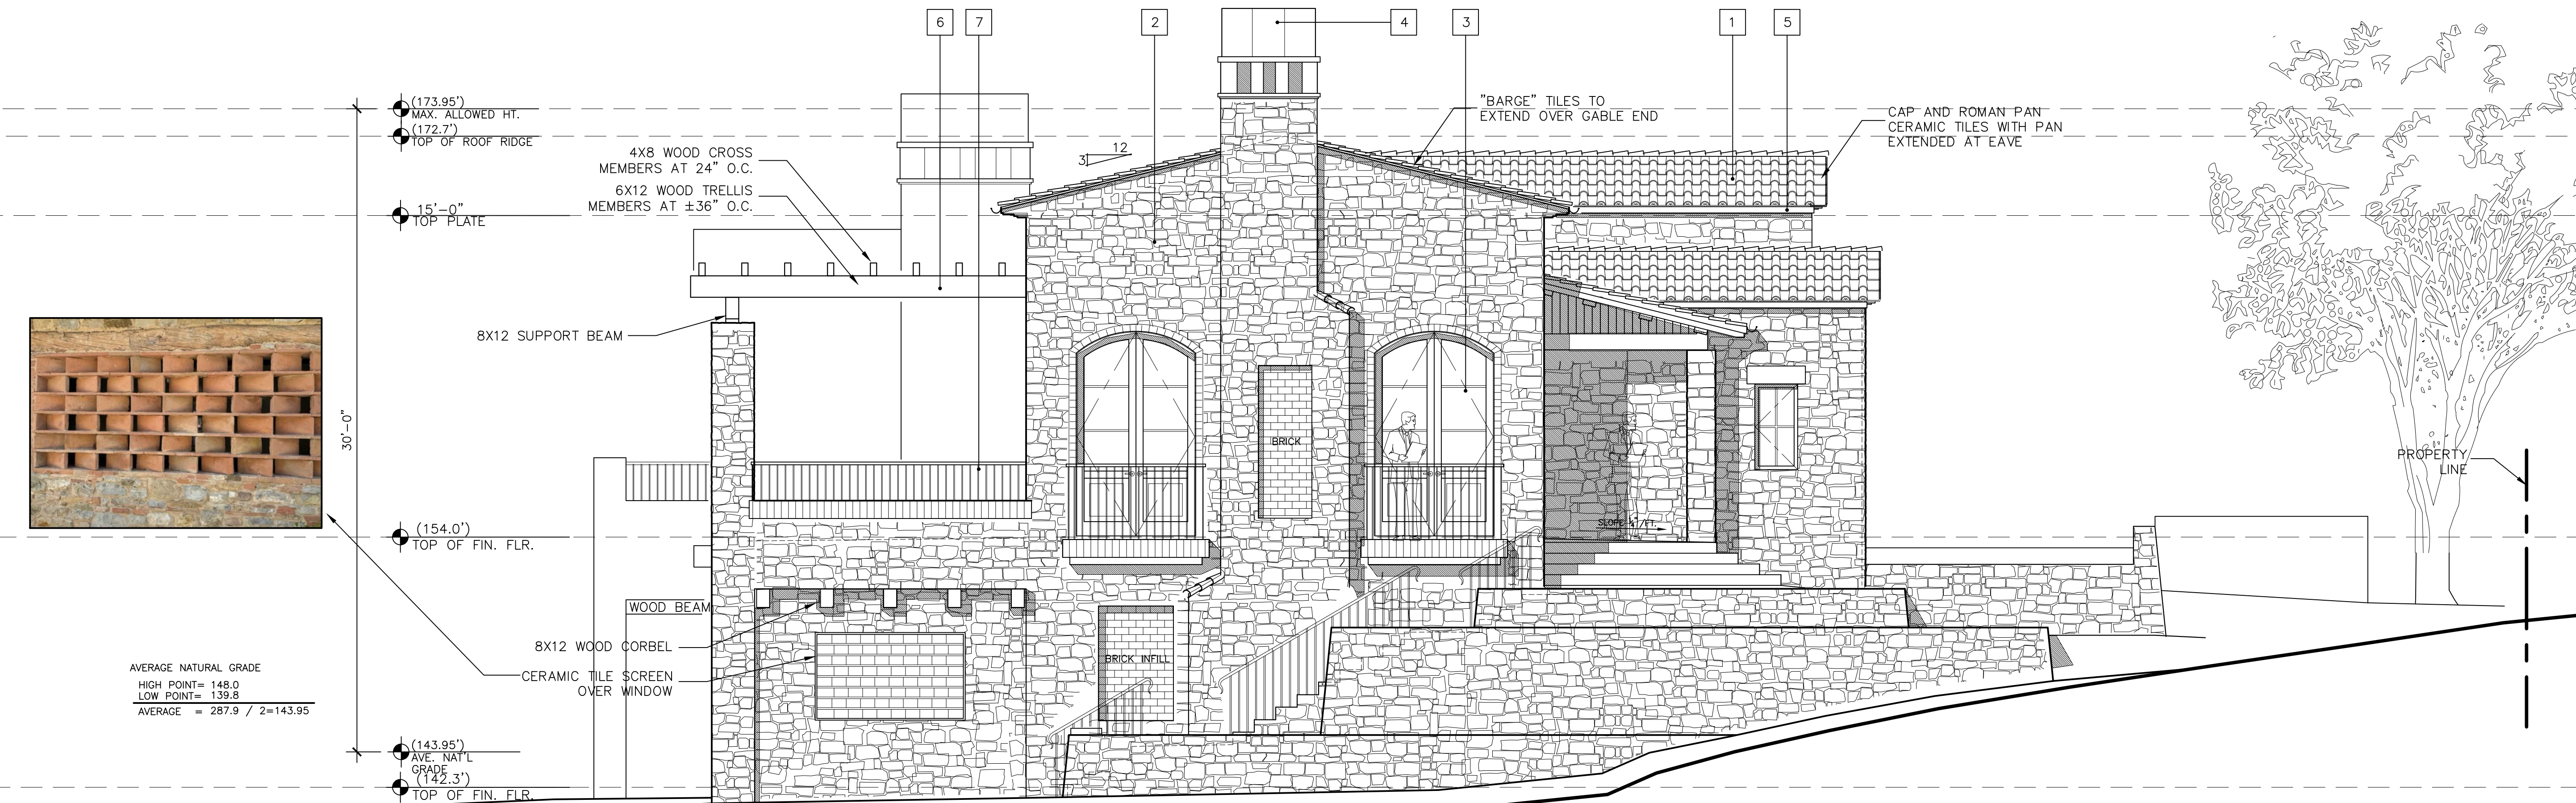 6
7
2
4
3
1
5
(173.95')
MAX. ALLOWED HT.
(172.7')
TOP OF ROOF RIDGE
15'-0"
TOP PLATE
4X8 WOOD CROSS
MEMBERS AT 24" O.C.
6X12 WOOD TRELLIS
MEMBERS AT ±36" O.C.
12
3
"BARGE" TILES TO
EXTEND OVER GABLE END
CAP AND ROMAN PAN
CERAMIC TILES WITH PAN
EXTENDED AT EAVE
8X12 SUPPORT BEAM
30'-0"
BRICK
PROPERTY
LINE
SLOPE ¼"/FT.
(154.0')
TOP OF FIN. FLR.
WOOD BEAM
8X12 WOOD CORBEL
BRICK INFILL
CERAMIC TILE SCREEN
OVER WINDOW
AVERAGE NATURAL GRADE
HIGH POINT= 148.0
LOW POINT= 139.8
AVERAGE = 287.9 / 2=143.95
(143.95')
AVE. NAT'L
GRADE
(142.3')
TOP OF FIN. FLR.